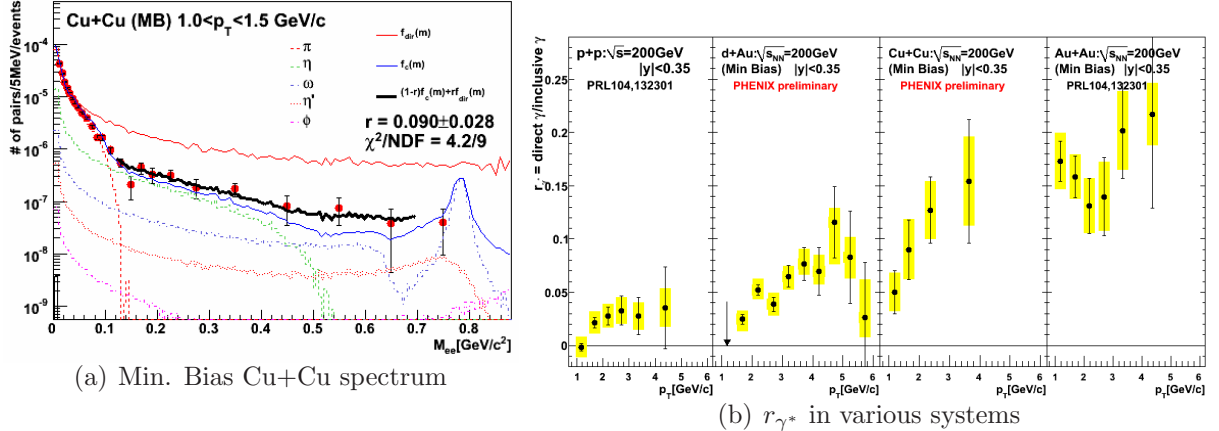 Cu+Cu (MB) 1.0<p_T<1.5 GeV/c
# of pairs/5MeV/events
10⁻⁴
10⁻⁵
10⁻⁶
10⁻⁷
10⁻⁸
10⁻⁹
π
η
ω
η'
φ
f_dir(m)
f_c(m)
(1-r)f_c(m)+rf_dir(m)
r = 0.090±0.028
χ²/NDF = 4.2/9
0 0.1 0.2 0.3 0.4 0.5 0.6 0.7 0.8
M_ee[GeV/c²]
(a) Min. Bias Cu+Cu spectrum
= direct γ/inclusive γ
0.25
0.2
0.15
0.1
0.05
0
p+p:√s=200GeV
|y|<0.35
PRL104,132301
d+Au:√s_NN=200GeV
(Min Bias) |y|<0.35
PHENIX preliminary
Cu+Cu:√s_NN=200GeV
(Min Bias) |y|<0.35
PHENIX preliminary
Au+Au:√s_NN=200GeV
(Min Bias) |y|<0.35
PRL104,132301
1 2 3 4 5 6
p_T[GeV/c]
1 2 3 4 5 6
p_T[GeV/c]
1 2 3 4 5 6
p_T[GeV/c]
1 2 3 4 5 6
p_T[GeV/c]
(b) r_γ* in various systems